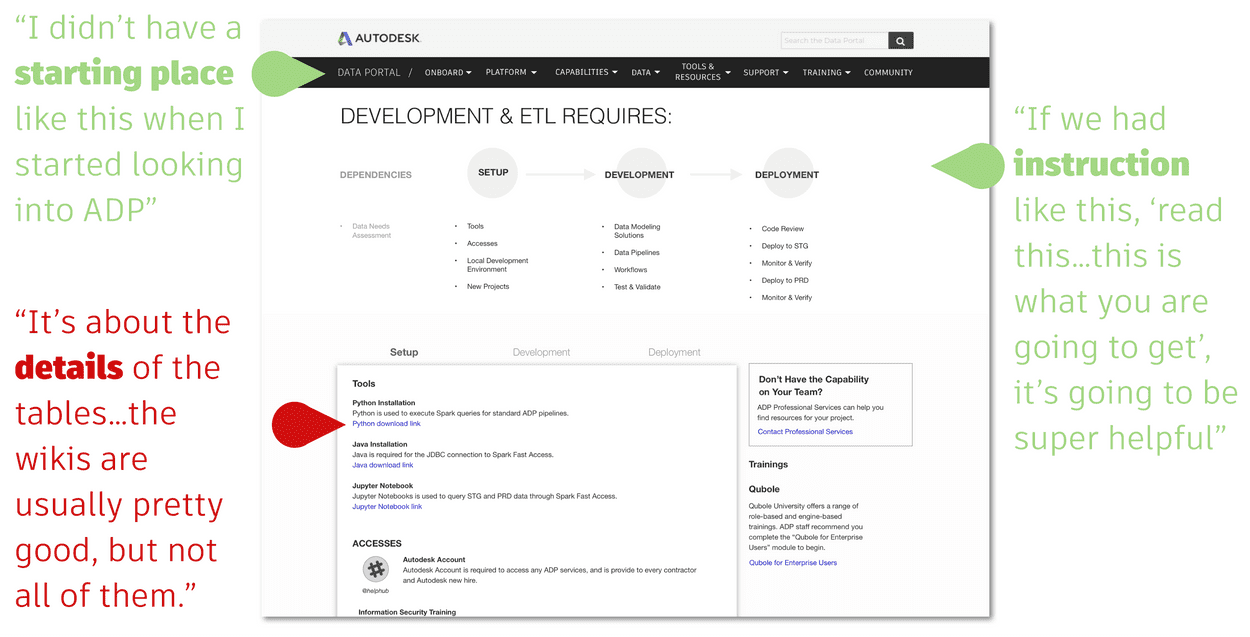 “I didn’t have a
starting place
like this when I
started looking
into ADP”
“It’s about the
details of the
tables...the
wikis are
usually pretty
good, but not
all of them.”
AUTODESK.
Search the Data Portal
DATA PORTAL / ONBOARD PLATFORM CAPABILITIES DATA TOOLS & RESOURCES SUPPORT TRAINING COMMUNITY
DEVELOPMENT & ETL REQUIRES:
DEPENDENCIES SETUP DEVELOPMENT DEPLOYMENT
• Data Needs
Assessment
• Tools
• Accesses
• Local Development
Environment
• New Projects
• Data Modeling
Solutions
• Data Pipelines
• Workflows
• Test & Validate
• Code Review
• Deploy to STG
• Monitor & Verify
• Deploy to PRD
• Monitor & Verify
Setup Development Deployment
Tools
Python Installation
Python is used to execute Spark queries for standard ADP pipelines.
Python download link
Java Installation
Java is required for the JDBC connection to Spark Fast Access.
Java download link
Jupyter Notebook
Jupyter Notebooks is used to query STG and PRD data through Spark Fast Access.
Jupyter Notebook link
ACCESSES
Autodesk Account
Autodesk Account is required to access any ADP services, and is provide to every contractor
and Autodesk new hire.
@helphub
Information Security Training
Don’t Have the Capability
on Your Team?
ADP Professional Services can help you
find resources for your project.
Contact Professional Services
Trainings
Qubole
Qubole University offers a range of
role-based and engine-based
trainings. ADP staff recommend you
complete the “Qubole for Enterprise
Users” module to begin.
Qubole for Enterprise Users
“If we had
instruction
like this, ‘read
this...this is
what you are
going to get’,
it’s going to be
super helpful”